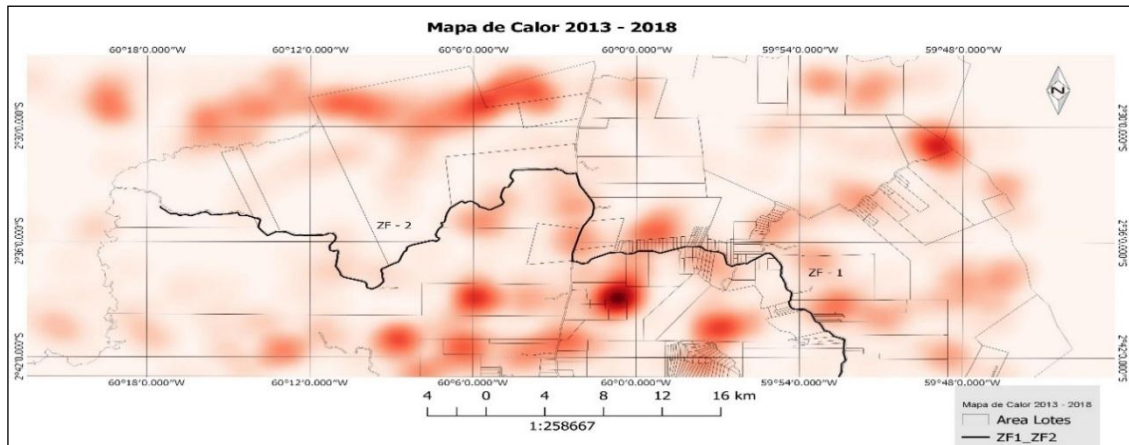 Mapa de Calor 2013 - 2018
60°18'0.000"W 60°12'0.000"W 60°6'0.000"W 60°0'0.000"W 59°54'0.000"W 59°48'0.000"W
Z
2°30'0.000"S 2°30'0.000"S
ZF - 2
2°36'0.000"S 2°36'0.000"S
ZF - 1
2°42'0.000"S 2°42'0.000"S
60°18'0.000"W 60°12'0.000"W 60°6'0.000"W 60°0'0.000"W 59°54'0.000"W 59°48'0.000"W
4 0 4 8 12 16 km
1:258667
Mapa de Calor 2013 - 2018
Area Lotes
ZF1_ZF2